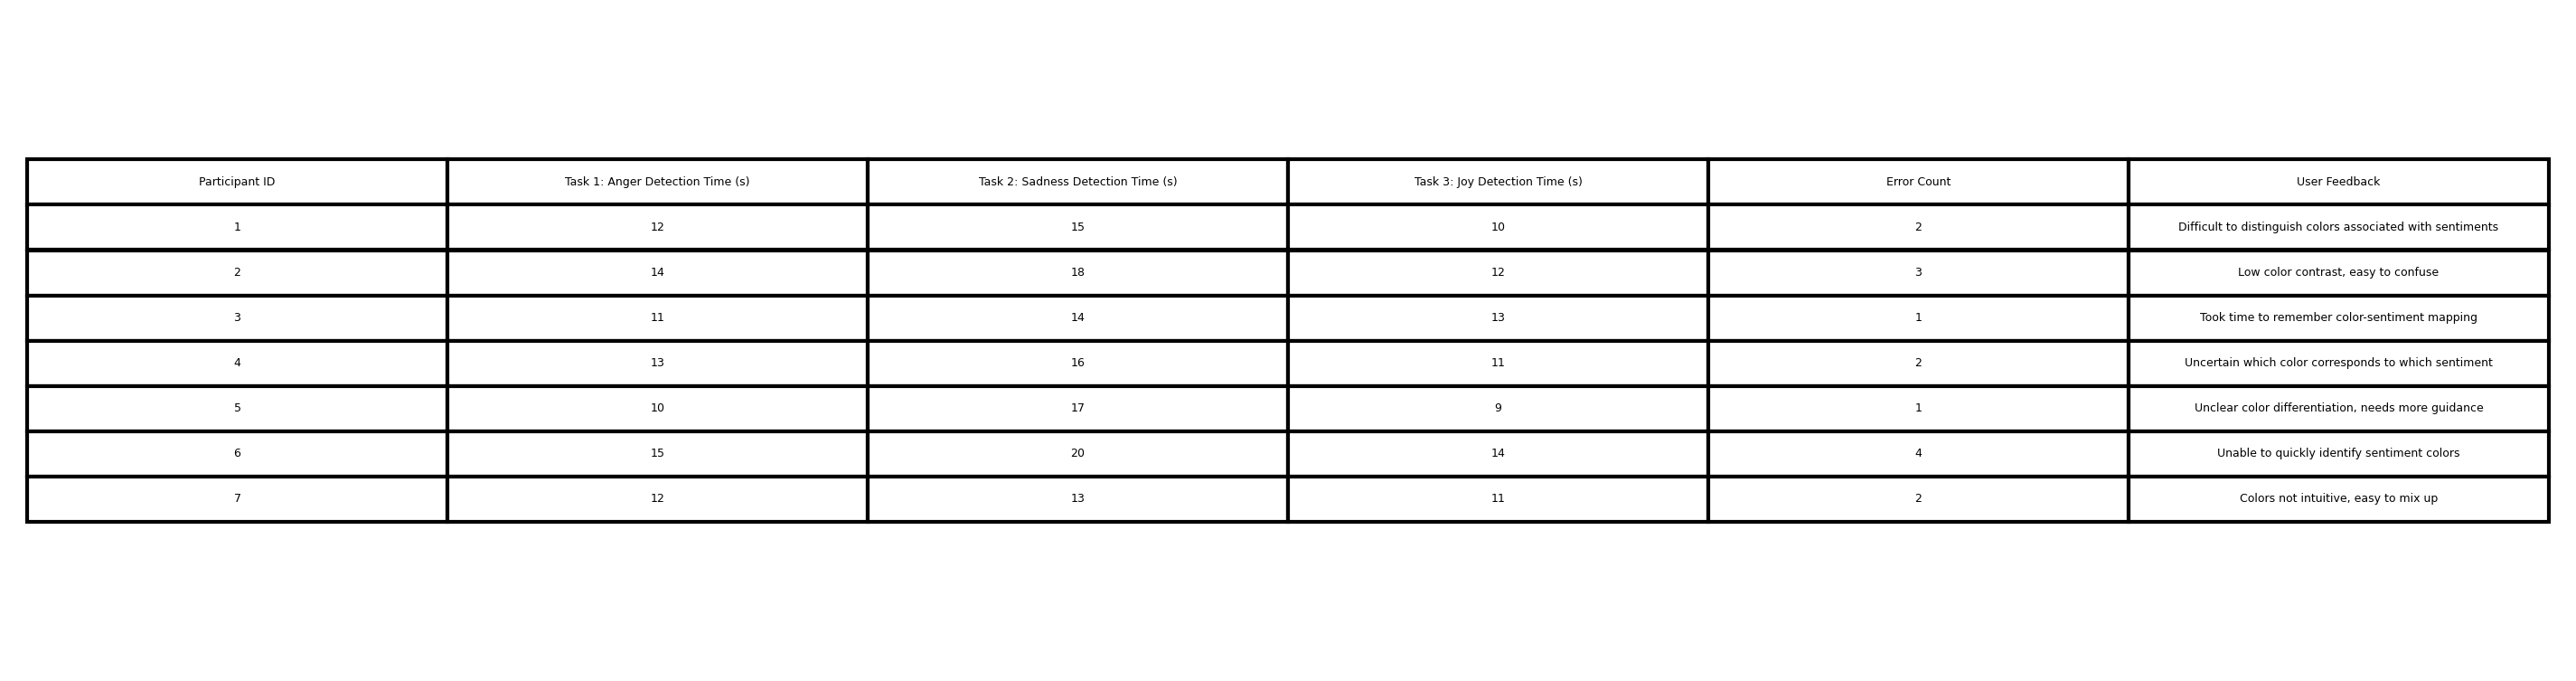 Participant ID Task 1: Anger Detection Time (s) Task 2: Sadness Detection Time (s) Task 3: Joy Detection Time (s) Error Count User Feedback
1 12 15 10 2 Difficult to distinguish colors associated with sentiments
2 14 18 12 3 Low color contrast, easy to confuse
3 11 14 13 1 Took time to remember color-sentiment mapping
4 13 16 11 2 Uncertain which color corresponds to which sentiment
5 10 17 9 1 Unclear color differentiation, needs more guidance
6 15 20 14 4 Unable to quickly identify sentiment colors
7 12 13 11 2 Colors not intuitive, easy to mix up